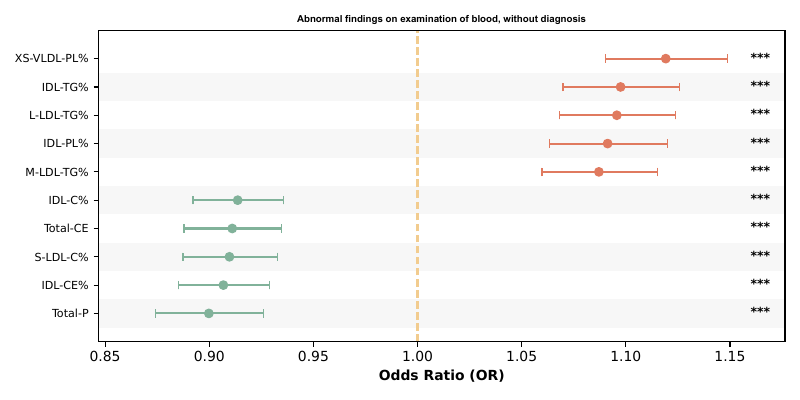 Abnormal findings on examination of blood, without diagnosis
XS-VLDL-PL% ***
IDL-TG% ***
L-LDL-TG% ***
IDL-PL% ***
M-LDL-TG% ***
IDL-C% ***
Total-CE ***
S-LDL-C% ***
IDL-CE% ***
Total-P ***
0.85 0.90 0.95 1.00 1.05 1.10 1.15
Odds Ratio (OR)